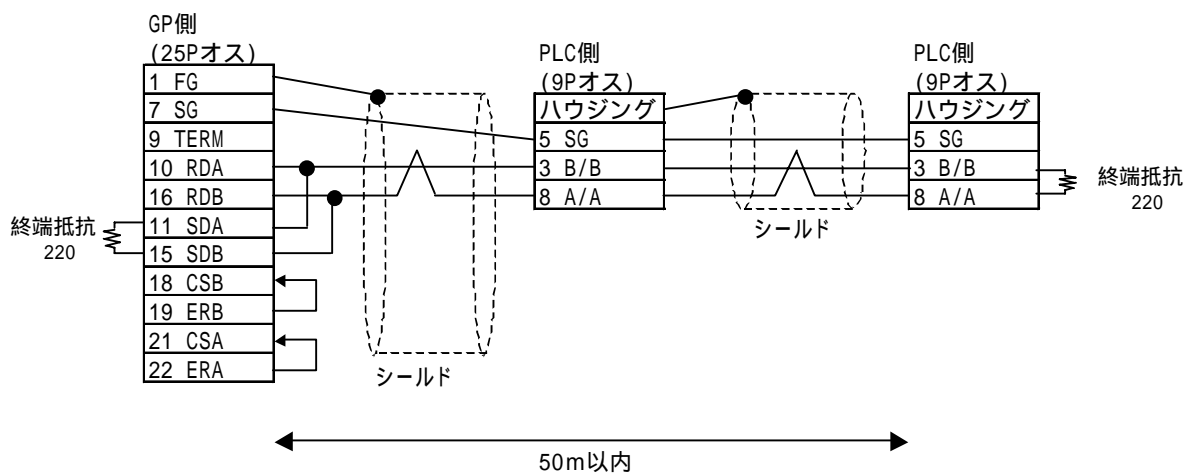 GP側
(25Pオス)
1 FG
7 SG
9 TERM
10 RDA
16 RDB
11 SDA
15 SDB
18 CSB
19 ERB
21 CSA
22 ERA
終端抵抗
220
シールド
PLC側
(9Pオス)
ハウジング
5 SG
3 B/B
8 A/A
シールド
PLC側
(9Pオス)
ハウジング
5 SG
3 B/B
8 A/A
終端抵抗
220
50m以内